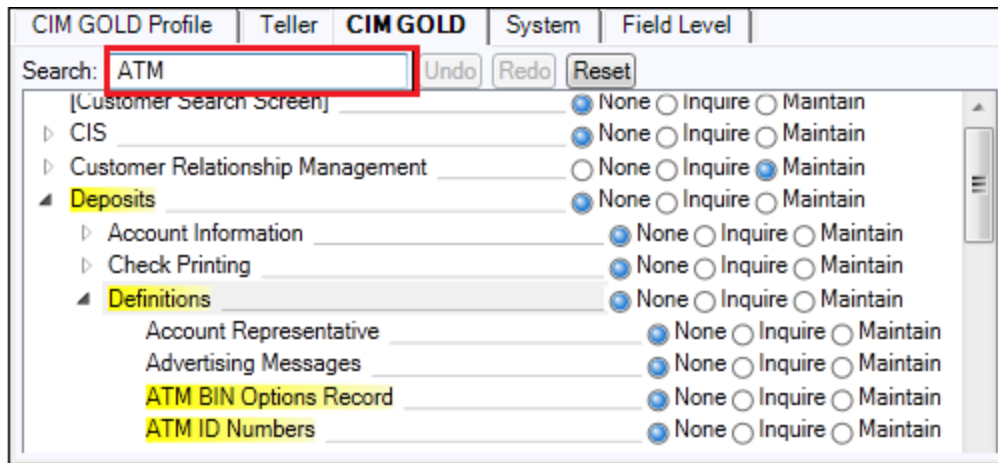 CIM GOLD Profile Teller CIM GOLD System Field Level
Search: ATM Undo Redo Reset
[Customer Search Screen] None Inquire Maintain
CIS None Inquire Maintain
Customer Relationship Management None Inquire Maintain
Deposits None Inquire Maintain
Account Information None Inquire Maintain
Check Printing None Inquire Maintain
Definitions None Inquire Maintain
Account Representative None Inquire Maintain
Advertising Messages None Inquire Maintain
ATM BIN Options Record None Inquire Maintain
ATM ID Numbers None Inquire Maintain